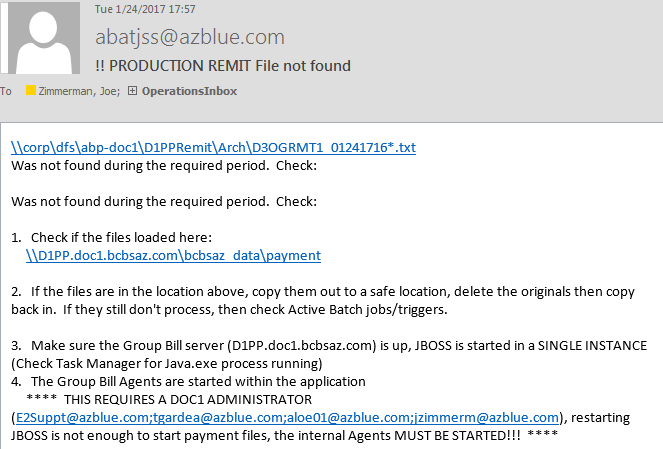 Tue 1/24/2017 17:57
abatjss@azblue.com
!! PRODUCTION REMIT File not found
To Zimmerman, Joe; OperationsInbox
\\corp\dfs\abp-doc1\D1PPRemit\Arch\D3OGRMT1_01241716*.txt
Was not found during the required period. Check:
Was not found during the required period. Check:
1. Check if the files loaded here:
\\D1PP.doc1.bcbsaz.com\bcbsaz_data\payment
2. If the files are in the location above, copy them out to a safe location, delete the originals then copy
back in. If they still don't process, then check Active Batch jobs/triggers.
3. Make sure the Group Bill server (D1PP.doc1.bcbsaz.com) is up, JBOSS is started in a SINGLE INSTANCE
(Check Task Manager for Java.exe process running)
4. The Group Bill Agents are started within the application
**** THIS REQUIRES A DOC1 ADMINISTRATOR
(E2Suppt@azblue.com;tgardea@azblue.com;aloe01@azblue.com;jzimmerm@azblue.com), restarting
JBOSS is not enough to start payment files, the internal Agents MUST BE STARTED!!! ****